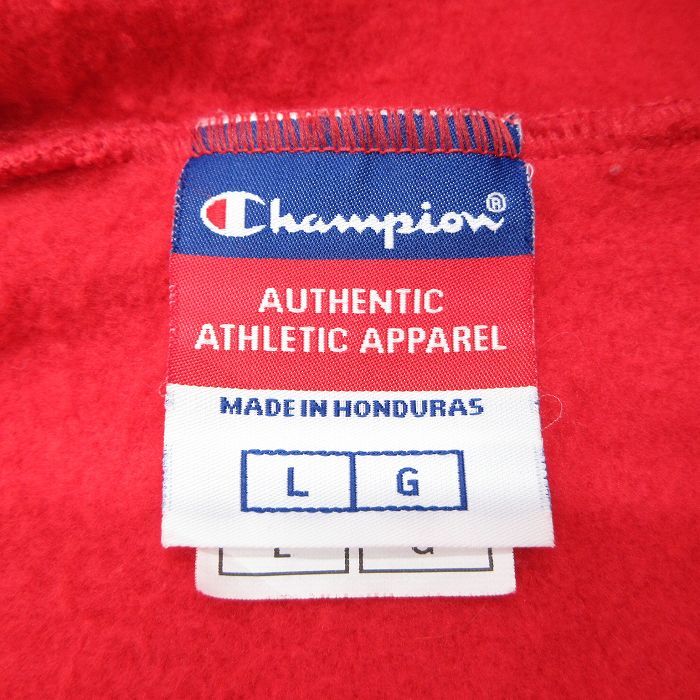 Champion®
AUTHENTIC
ATHLETIC APPAREL
MADE IN HONDURAS
L G
L G